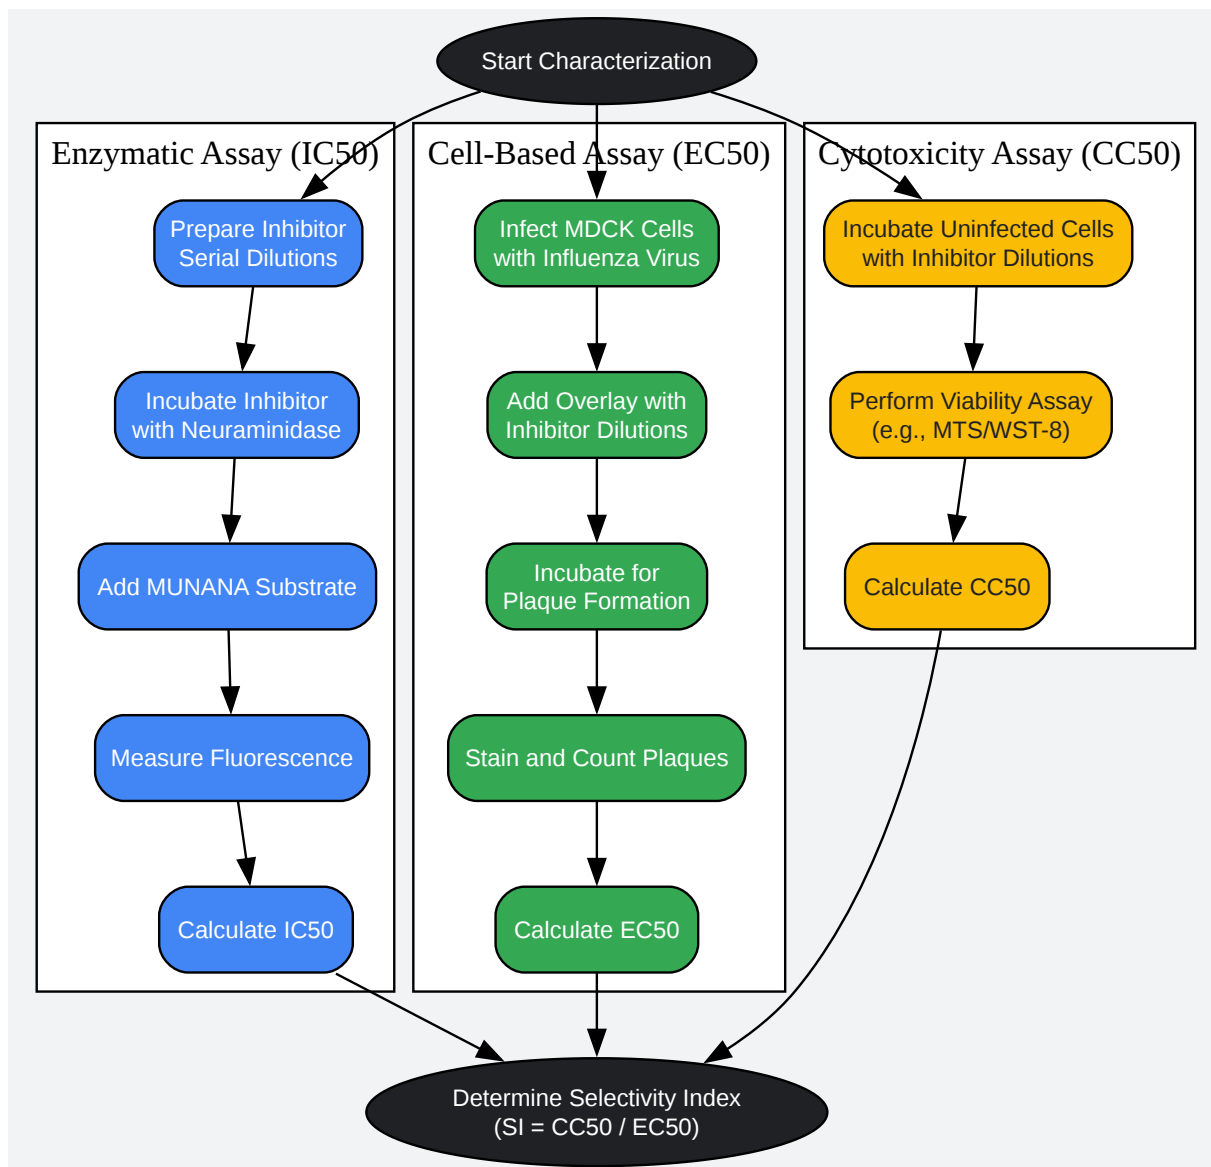 Start Characterization
Enzymatic Assay (IC50)
Prepare Inhibitor
Serial Dilutions
Incubate Inhibitor
with Neuraminidase
Add MUNANA Substrate
Measure Fluorescence
Calculate IC50
Cell-Based Assay (EC50)
Infect MDCK Cells
with Influenza Virus
Add Overlay with
Inhibitor Dilutions
Incubate for
Plaque Formation
Stain and Count Plaques
Calculate EC50
Cytotoxicity Assay (CC50)
Incubate Uninfected Cells
with Inhibitor Dilutions
Perform Viability Assay
(e.g., MTS/WST-8)
Calculate CC50
Determine Selectivity Index
(SI = CC50 / EC50)